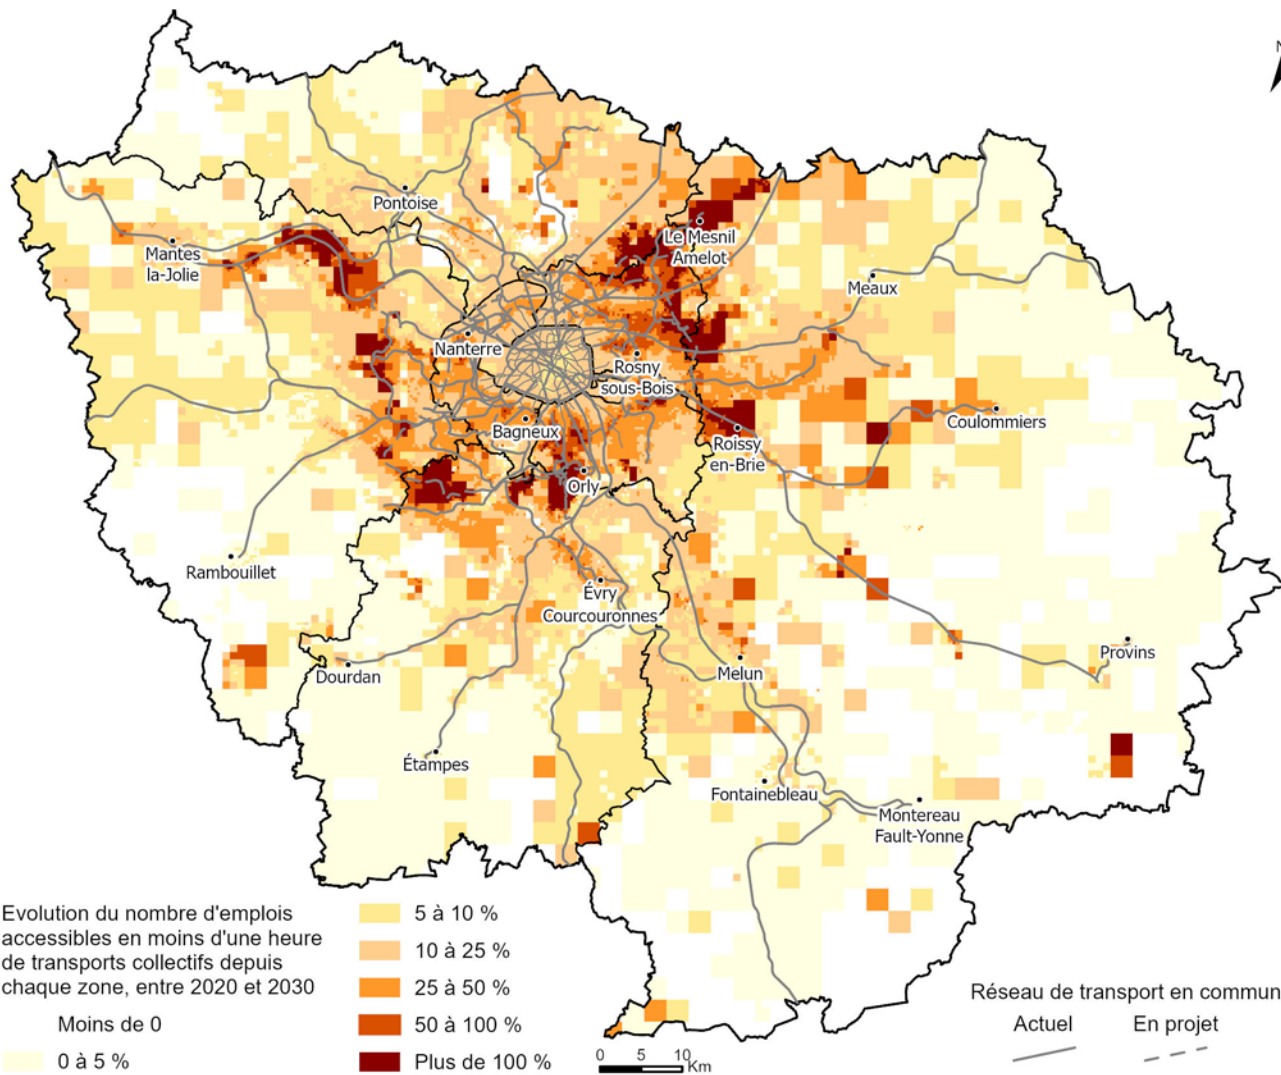 N
Pontoise
Mantes
la-Jolie
Le Mesnil
Amelot
Meaux
Nanterre
Rosny
sous-Bois
Bagneux
Coulommiers
Roissy
en-Brie
Orly
Rambouillet
Évry
Courcouronnes
Dourdan
Melun
Provins
Étampes
Fontainebleau
Montereau
Fault-Yonne
Evolution du nombre d'emplois
accessibles en moins d'une heure
de transports collectifs depuis
chaque zone, entre 2020 et 2030
Moins de 0
0 à 5 %
5 à 10 %
10 à 25 %
25 à 50 %
50 à 100 %
Plus de 100 %
0 5 10
Km
Réseau de transport en commun
Actuel En projet